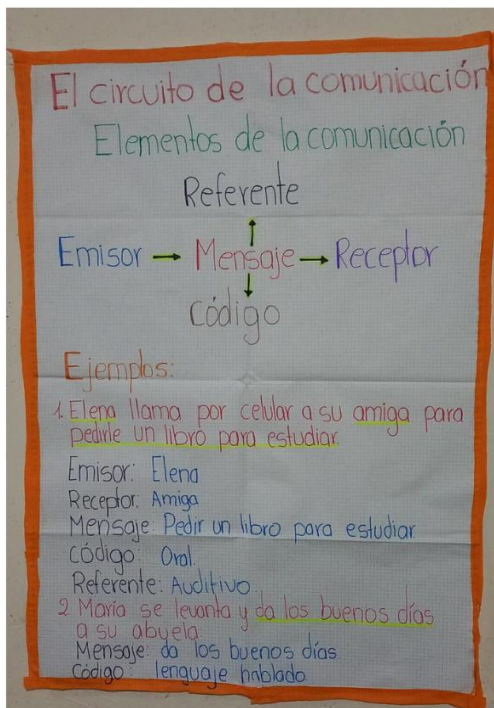 El circuito de la comunicación
Elementos de la comunicación
Referente
Emisor → Mensaje → Receptor
Código
Ejemplos:
1. Elena llama por celular a su amiga para
pedirle un libro para estudiar.
Emisor: Elena
Receptor: Amiga
Mensaje: Pedir un libro para estudiar.
Código: Oral.
Referente: Auditivo
2. María se levanta y da los buenos días
a su abuela
Mensaje: da los buenos días.
Código: lenguaje hablado.